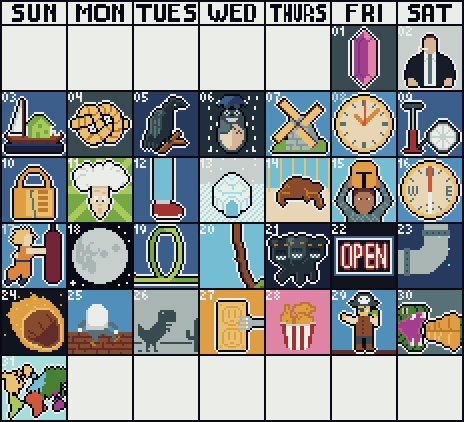 SUN MON TUES WED THURS FRI SAT
01 02
03 04 05 06 07 08 09
10 11 12 13 14 15 16
T
W E
17 18 19 20 21 22 23
OPEN
24 25 26 27 28 29 30
31